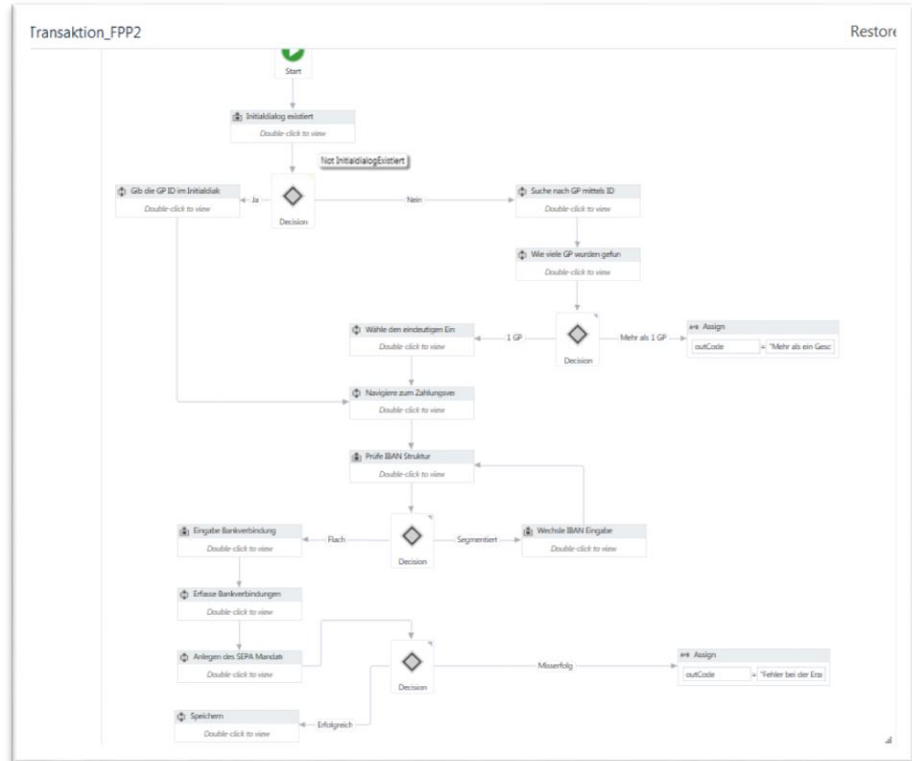 Transaktion_FPP2
Restore
Start
Initialdialog existiert
Double-click to view
Not InitialdialogExistiert
Gib die GP ID im Initialdialc
Double-click to view
Ja
Decision
Nein
Suche nach GP mittels ID
Double-click to view
Wie viele GP wurden gefun
Double-click to view
Wähle den eindeutigen Ein
Double-click to view
1 GP
Decision
Mehr als 1 GP
A+B Assign
outCode = "Mehr als ein Gesc
Navigiere zum Zahlungsve
Double-click to view
Prüfe IBAN Struktur
Double-click to view
Eingabe Bankverbindung
Double-click to view
Flach
Decision
Segmentiert
Wechsle IBAN Eingabe
Double-click to view
Erfasse Bankverbindungen
Double-click to view
Anlegen des SEPA Mandats
Double-click to view
Decision
Misserfolg
A+B Assign
outCode = "Fehler bei der Era
Speichern
Double-click to view
Erfolgreich